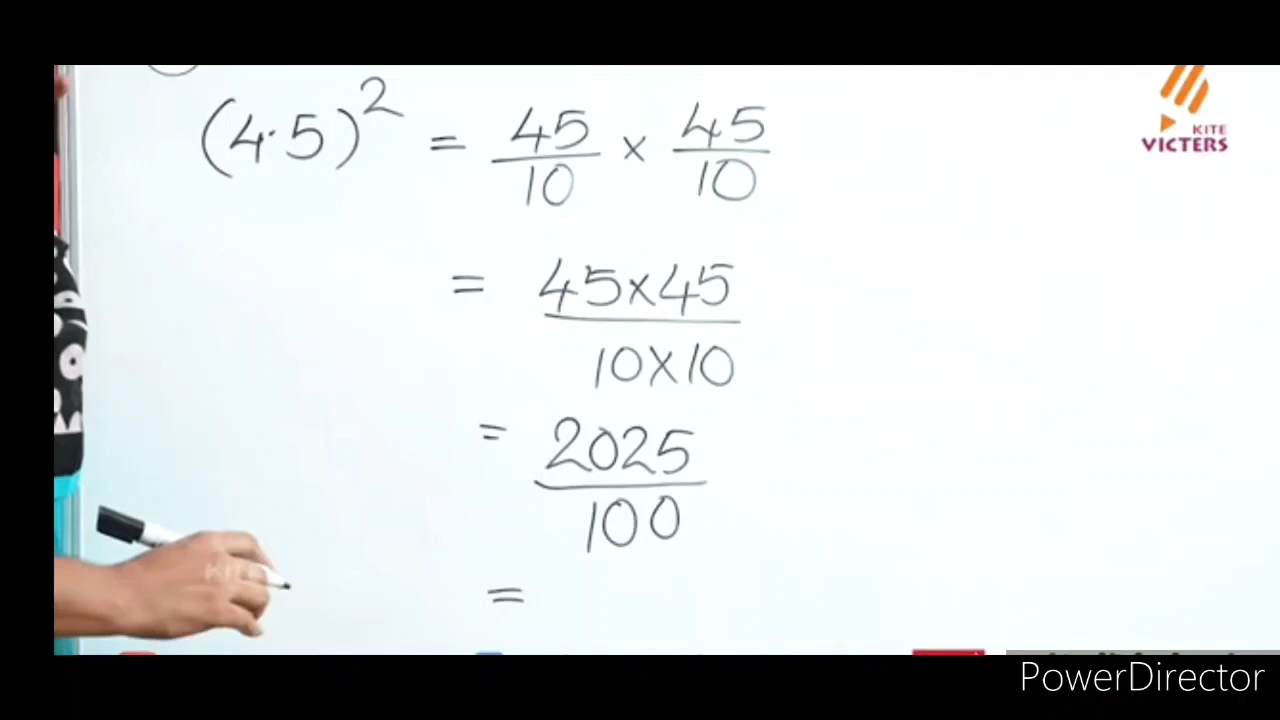 (4.5)² = 45/10 × 45/10
= 45×45/10×10
= 2025/100
=
KITE
VICTERS
PowerDirector